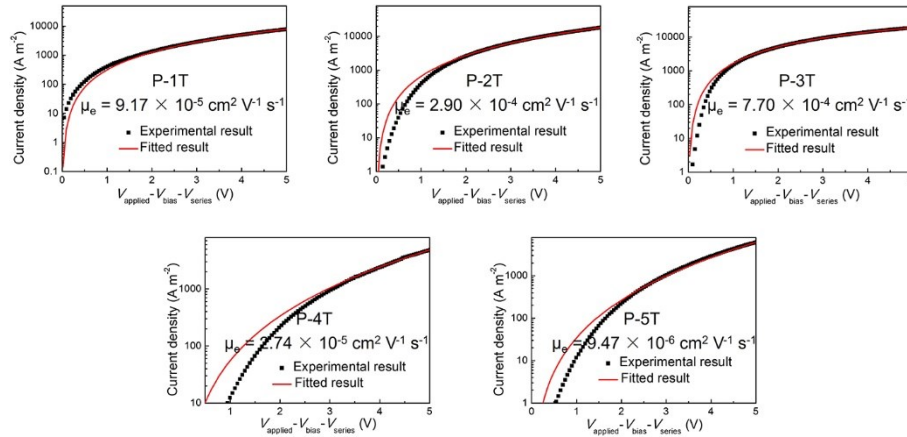 10000
1000
100
10
1
0.1
Current density (A m⁻²)
P-1T
μe = 9.17 × 10⁻⁵ cm² V⁻¹ s⁻¹
Experimental result
Fitted result
0 1 2 3 4 5
Vapplied-Vbias-Vseries (V)
10000
1000
100
10
1
Current density (A m⁻²)
P-2T
μe = 2.90 × 10⁻⁴ cm² V⁻¹ s⁻¹
Experimental result
Fitted result
0 1 2 3 4 5
Vapplied-Vbias-Vseries (V)
10000
1000
100
10
1
Current density (A m⁻²)
P-3T
μe = 7.70 × 10⁻⁴ cm² V⁻¹ s⁻¹
Experimental result
Fitted result
0 1 2 3 4
Vapplied-Vbias-Vseries (V)
1000
100
10
Current density (A m⁻²)
P-4T
μe = 2.74 × 10⁻⁵ cm² V⁻¹ s⁻¹
Experimental result
Fitted result
1 2 3 4 5
Vapplied-Vbias-Vseries (V)
1000
100
10
1
Current density (A m⁻²)
P-5T
μe = 9.47 × 10⁻⁶ cm² V⁻¹ s⁻¹
Experimental result
Fitted result
0 1 2 3 4 5
Vapplied-Vbias-Vseries (V)